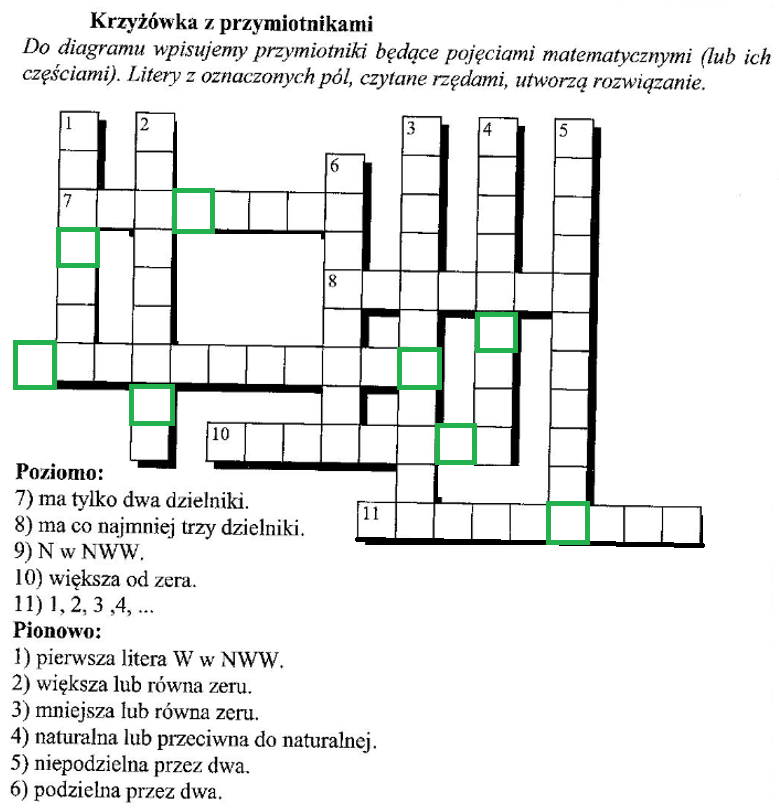 Krzyżówka z przymiotnikami
Do diagramu wpisujemy przymiotniki będące pojęciami matematycznymi (lub ich
częściami). Litery z oznaczonych pól, czytane rzędami, utworzą rozwiązanie.
1 2 3 4 5
6
7
8
10
11
Poziomo:
7) ma tylko dwa dzielniki.
8) ma co najmniej trzy dzielniki.
9) N w NWW.
10) większa od zera.
11) 1, 2, 3 ,4, ...
Pionowo:
1) pierwsza litera W w NWW.
2) większa lub równa zeru.
3) mniejsza lub równa zeru.
4) naturalna lub przeciwna do naturalnej.
5) niepodzielna przez dwa.
6) podzielna przez dwa.